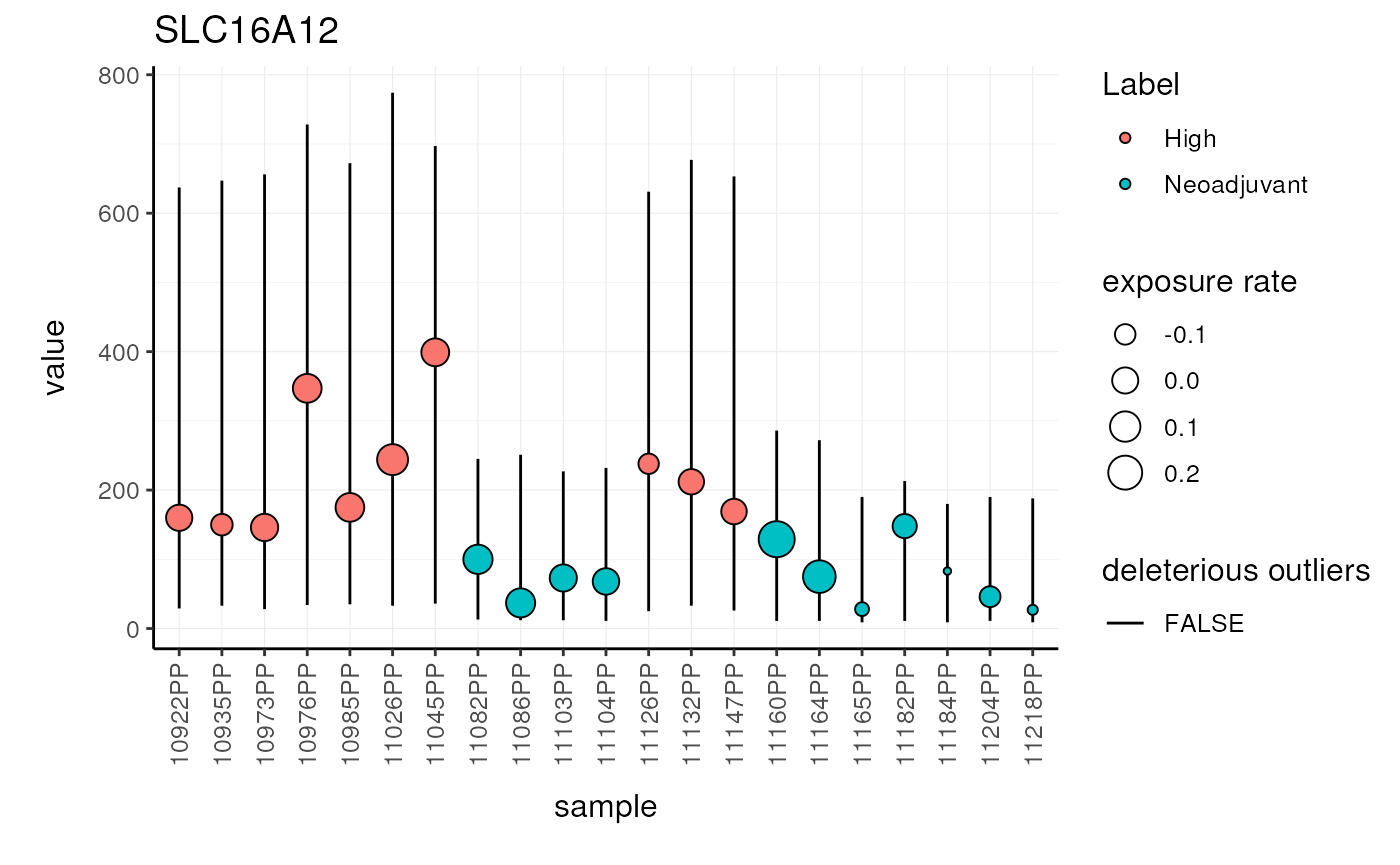 SLC16A12
value
800
600
400
200
0
10922PP
10935PP
10973PP
10976PP
10985PP
11026PP
11045PP
11082PP
11086PP
11103PP
11104PP
11126PP
11132PP
11147PP
11160PP
11164PP
11165PP
11182PP
11184PP
11204PP
11218PP
sample
Label
High
Neoadjuvant
exposure rate
-0.1
0.0
0.1
0.2
deleterious outliers
FALSE